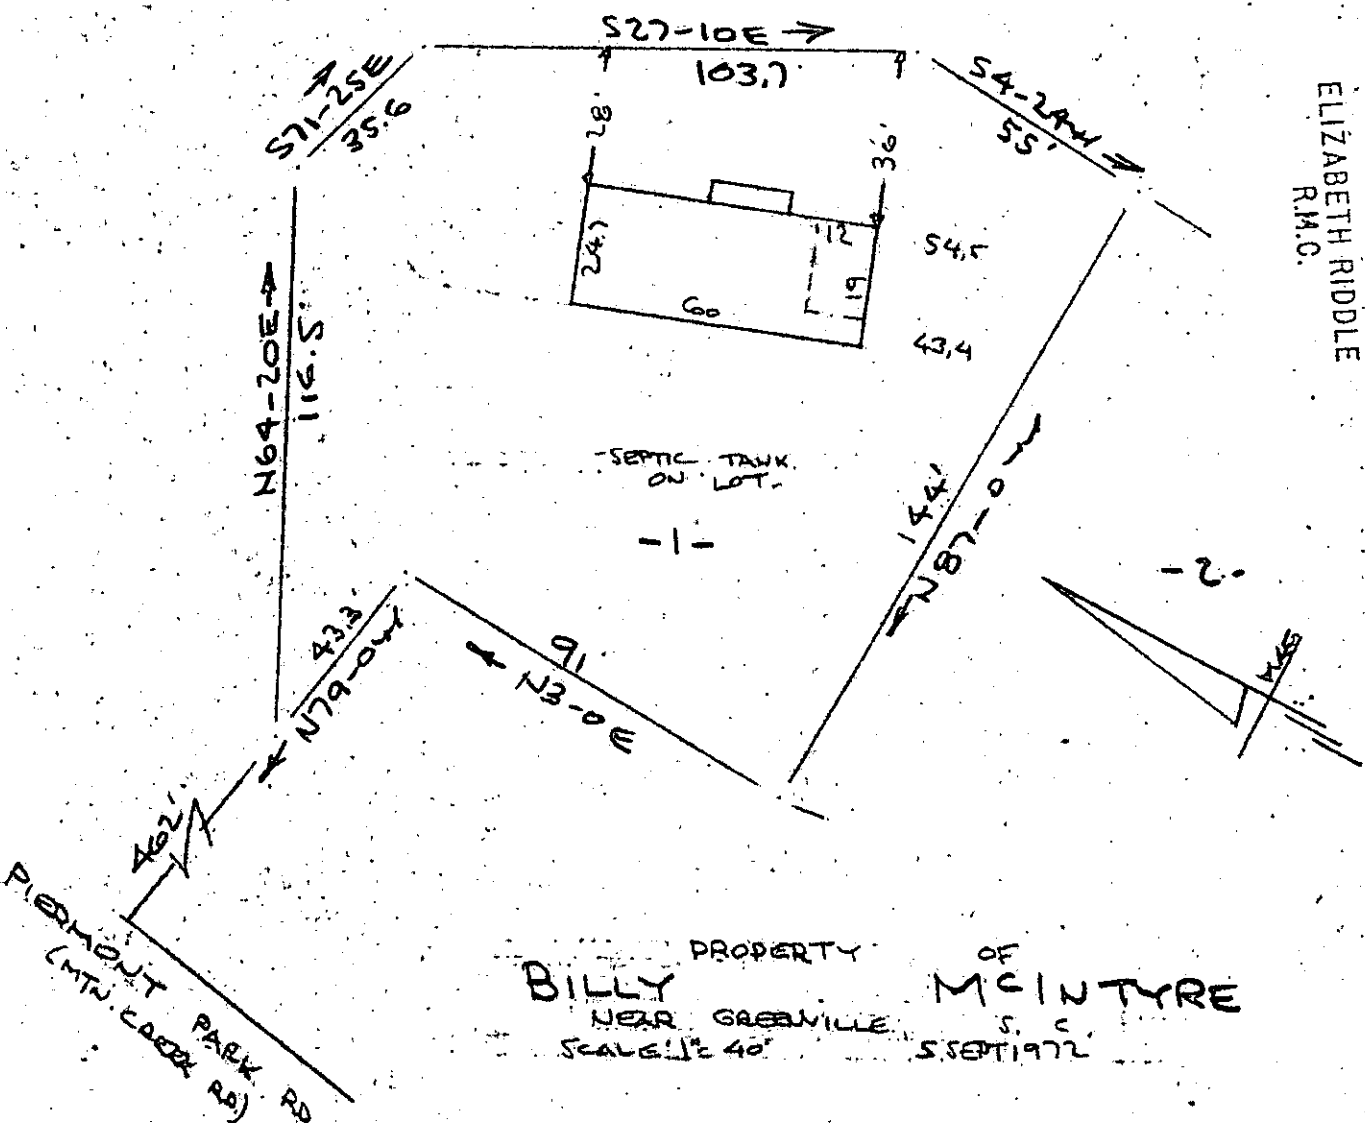 S27-10E
103.7
S71-25E
35.6
S4-24W
55'
ELIZABETH RIDDLE
R.M.C.
28'
36'
24.7
12
19
60
54.5
43.4
N64-20E
116.5'
-SEPTIC TANK
ON LOT-
-1-
144'
N87-0W
-2-
43.3'
N79-0W
91
N3-0E
462'
PIERMONT PARK RD
(MTN. CREEK RD)
PROPERTY OF
BILLY McINTYRE
NEAR GREENVILLE, S. C.
SCALE: 1"= 40' 5 SEPT 1972